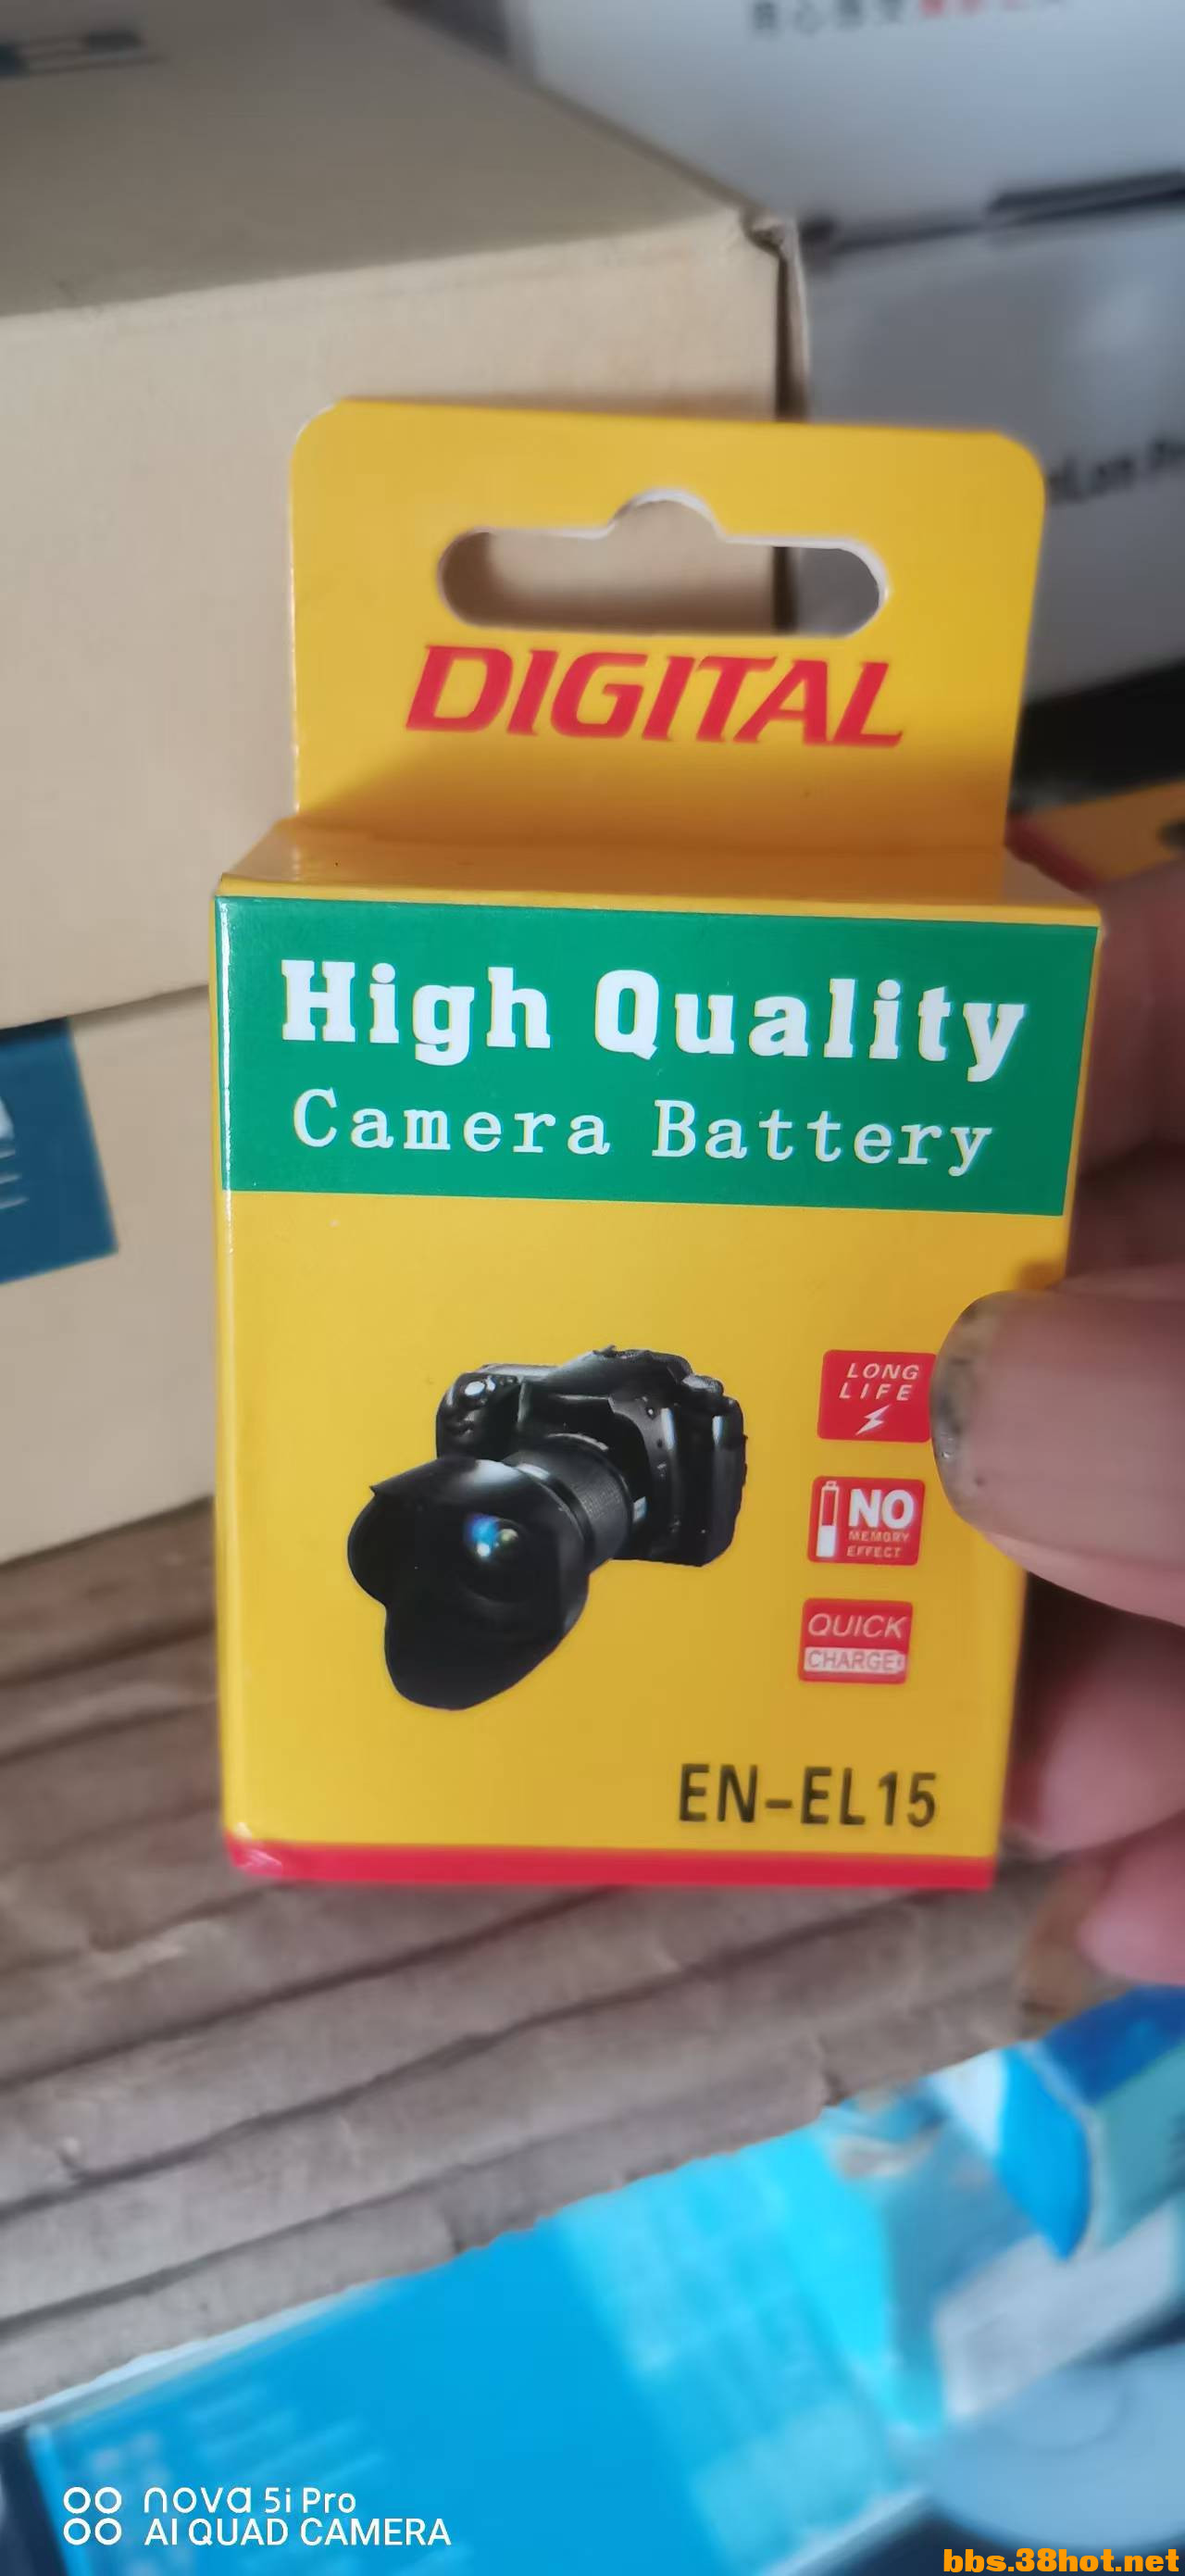 DIGITAL
High Quality
Camera Battery
LONG
LIFE
NO
MEMORY
EFFECT
QUICK
CHARGE
EN-EL15
nova 5i Pro
AI QUAD CAMERA
bbs.38hot.net